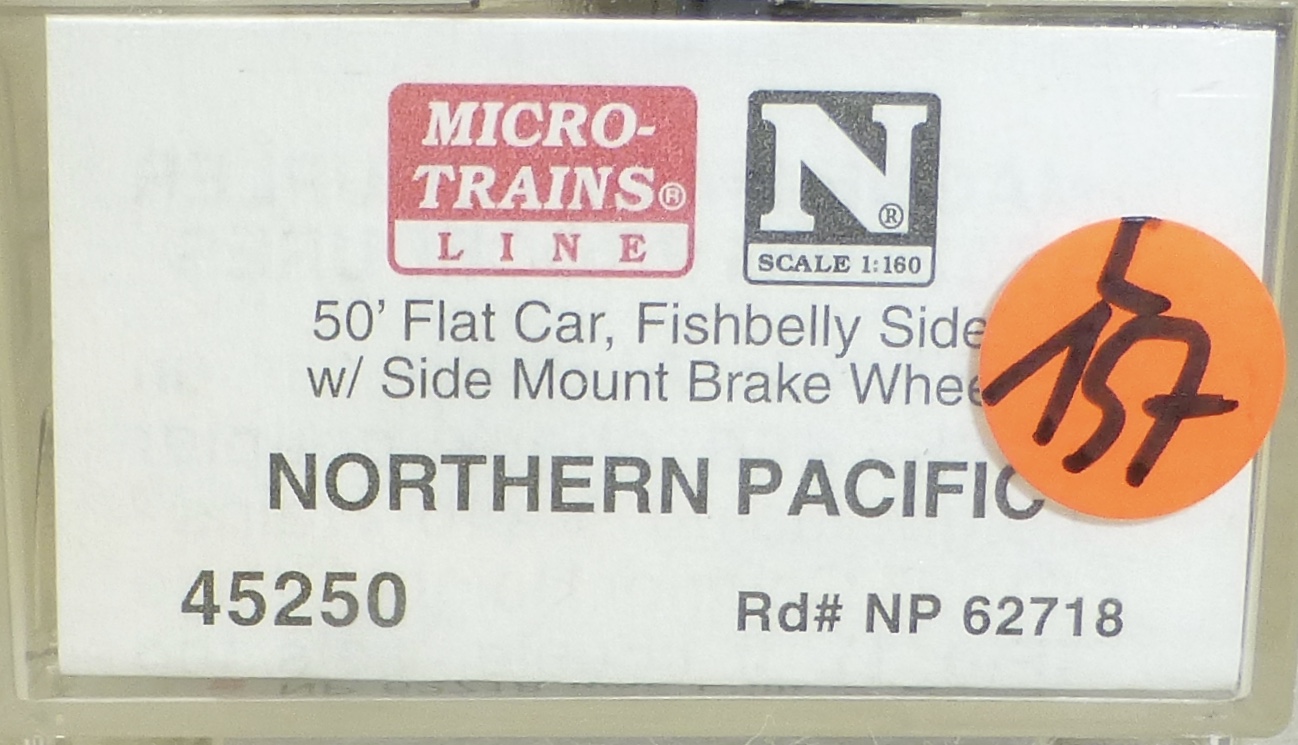 MICRO-
TRAINS®
LINE
N®
SCALE 1:160
50' Flat Car, Fishbelly Side
w/ Side Mount Brake Whee
NORTHERN PACIFIC
45250
Rd# NP 62718
L
157